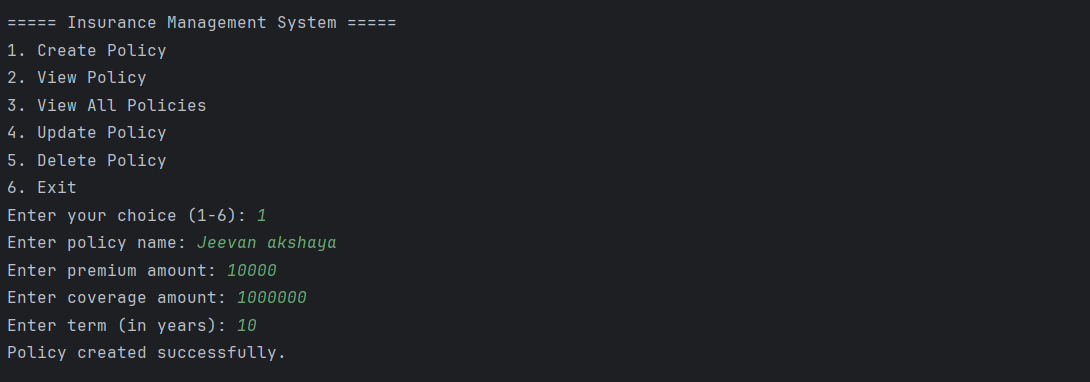 ===== Insurance Management System =====
1. Create Policy
2. View Policy
3. View All Policies
4. Update Policy
5. Delete Policy
6. Exit
Enter your choice (1-6): 1
Enter policy name: Jeevan akshaya
Enter premium amount: 10000
Enter coverage amount: 1000000
Enter term (in years): 10
Policy created successfully.